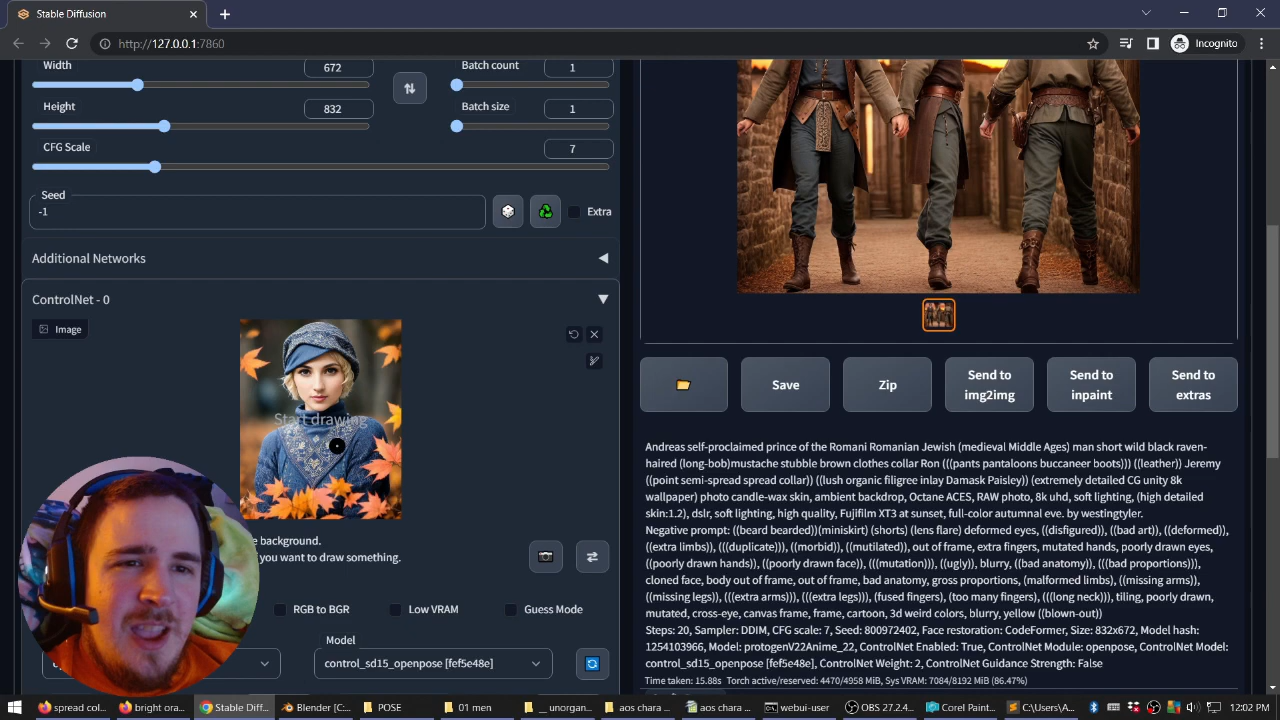 Stable Diffusion
http://127.0.0.1:7860
Incognito
Width
672
Batch count
1
Height
832
Batch size
1
CFG Scale
7
Seed
-1
Extra
Additional Networks
ControlNet - 0
Image
Start drawing
e background.
you want to draw something.
RGB to BGR
Low VRAM
Guess Mode
Model
control_sd15_openpose [fef5e48e]
Save
Zip
Send to
img2img
Send to
inpaint
Send to
extras
Andreas self-proclaimed prince of the Romani Romanian Jewish (medieval Middle Ages) man short wild black raven-
haired (long-bob)mustache stubble brown clothes collar Ron (((pants pantaloons buccaneer boots))) ((leather)) Jeremy
((point semi-spread spread collar)) ((lush organic filigree inlay Damask Paisley)) (extremely detailed CG unity 8k
wallpaper) photo candle-wax skin, ambient backdrop, Octane ACES, RAW photo, 8k uhd, soft lighting, (high detailed
skin:1.2), dslr, soft lighting, high quality, Fujifilm XT3 at sunset, full-color autumnal eve. by westingtyler.
Negative prompt: ((beard bearded))(miniskirt) (shorts) (lens flare) deformed eyes, ((disfigured)), ((bad art)), ((deformed)),
((extra limbs)), (((duplicate))), ((morbid)), ((mutilated)), out of frame, extra fingers, mutated hands, poorly drawn eyes,
((poorly drawn hands)), ((poorly drawn face)), (((mutation))), ((ugly)), blurry, ((bad anatomy)), (((bad proportions))),
cloned face, body out of frame, out of frame, bad anatomy, gross proportions, (malformed limbs), ((missing arms)),
((missing legs)), (((extra arms))), (((extra legs))), (fused fingers), (too many fingers), (((long neck))), tiling, poorly drawn,
mutated, cross-eye, canvas frame, frame, cartoon, 3d weird colors, blurry, yellow ((blown-out))
Steps: 20, Sampler: DDIM, CFG scale: 7, Seed: 800972402, Face restoration: CodeFormer, Size: 832x672, Model hash:
1254103966, Model: protogenV22Anime_22, ControlNet Enabled: True, ControlNet Module: openpose, ControlNet Model:
control_sd15_openpose [fef5e48e], ControlNet Weight: 2, ControlNet Guidance Strength: False
Time taken: 15.88s Torch active/reserved: 4470/4958 MiB, Sys VRAM: 7084/8192 MiB (86.47%)
spread col...
bright ora...
Stable Diff...
Blender [C...
POSE
01 men
__ unorgan...
aos chara ...
aos chara ...
webui-user
OBS 27.2.4...
Corel Paint...
C:\Users\A...
12:02 PM